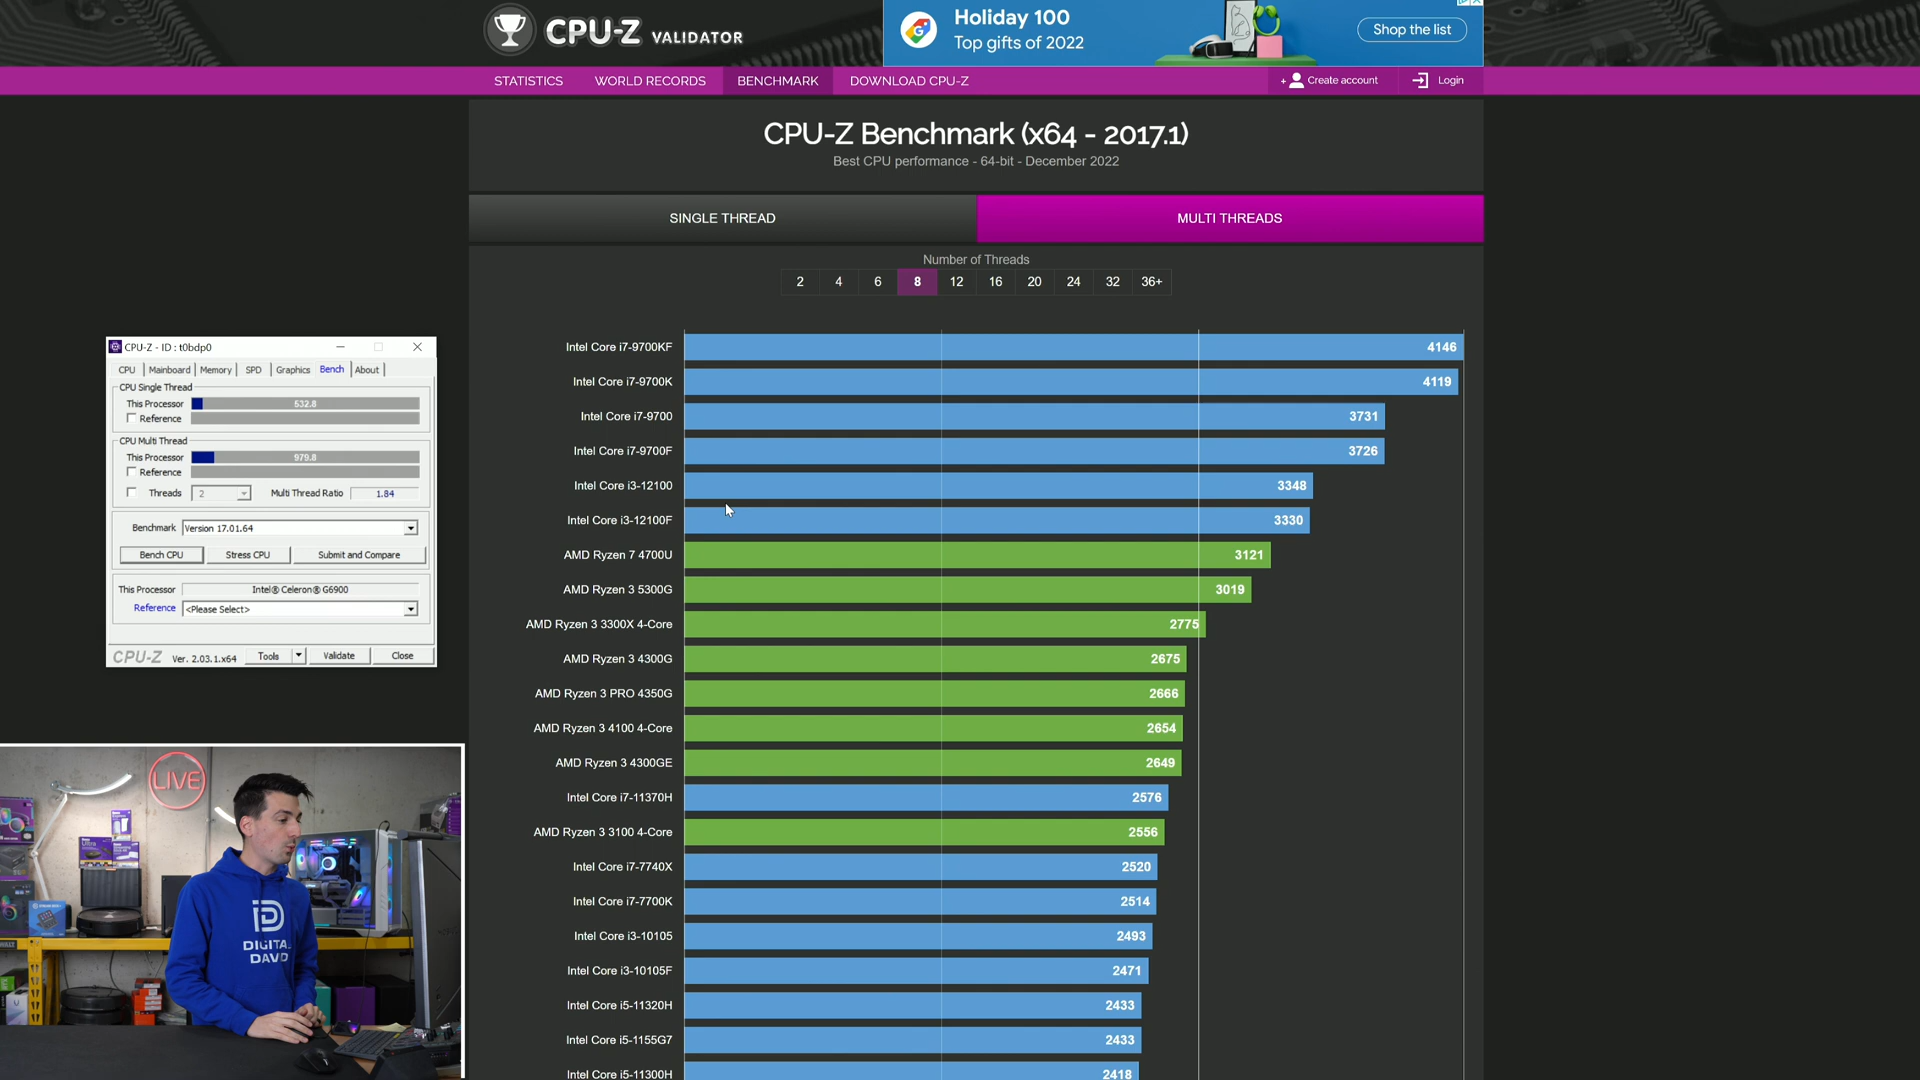 CPU-Z VALIDATOR
Holiday 100
Top gifts of 2022
Shop the list
STATISTICS
WORLD RECORDS
BENCHMARK
DOWNLOAD CPU-Z
+ Create account
Login
CPU-Z Benchmark (x64 - 2017.1)
Best CPU performance - 64-bit - December 2022
SINGLE THREAD
MULTI THREADS
Number of Threads
2 4 6 8 12 16 20 24 32 36+
Intel Core i7-9700KF 4146
Intel Core i7-9700K 4119
Intel Core i7-9700 3731
Intel Core i7-9700F 3726
Intel Core i3-12100 3348
Intel Core i3-12100F 3330
AMD Ryzen 7 4700U 3121
AMD Ryzen 3 5300G 3019
AMD Ryzen 3 3300X 4-Core 2775
AMD Ryzen 3 4300G 2675
AMD Ryzen 3 PRO 4350G 2666
AMD Ryzen 3 4100 4-Core 2654
AMD Ryzen 3 4300GE 2649
Intel Core i7-11370H 2576
AMD Ryzen 3 3100 4-Core 2556
Intel Core i7-7740X 2520
Intel Core i7-7700K 2514
Intel Core i3-10105 2493
Intel Core i3-10105F 2471
Intel Core i5-11320H 2433
Intel Core i5-1155G7 2433
Intel Core i5-11300H 2418
CPU-Z - ID : t0bdp0
CPU Mainboard Memory SPD Graphics Bench About
CPU Single Thread
This Processor 532.8
Reference
CPU Multi Thread
This Processor 979.8
Reference
Threads 2 Multi Thread Ratio 1.84
Benchmark Version 17.01.64
Bench CPU Stress CPU Submit and Compare
This Processor Intel® Celeron® G6900
Reference <Please Select>
CPU-Z Ver. 2.03.1.x64 Tools Validate Close
LIVE
DIGITAL
DAVD